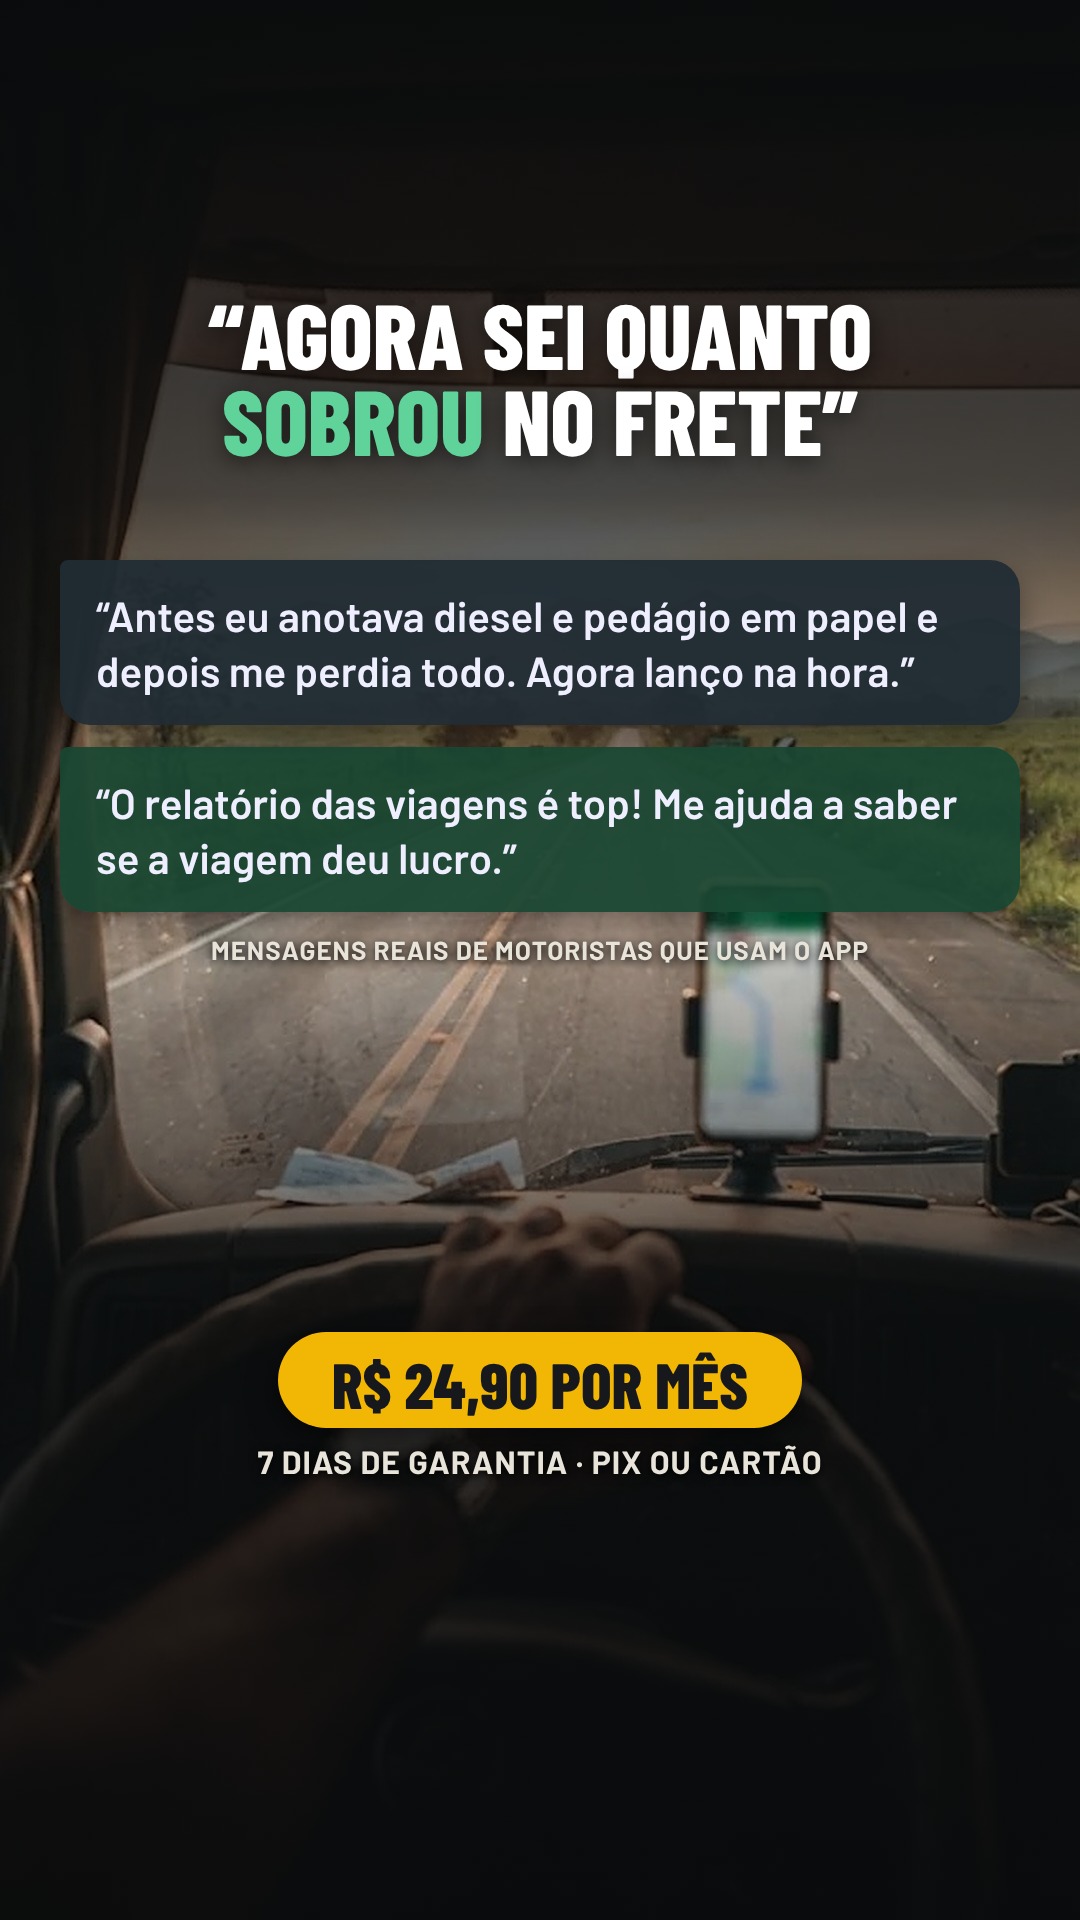 “AGORA SEI QUANTO
SOBROU NO FRETE”
“Antes eu anotava diesel e pedágio em papel e
depois me perdia todo. Agora lanço na hora.”
“O relatório das viagens é top! Me ajuda a saber
se a viagem deu lucro.”
MENSAGENS REAIS DE MOTORISTAS QUE USAM O APP
R$ 24,90 POR MÊS
7 DIAS DE GARANTIA · PIX OU CARTÃO